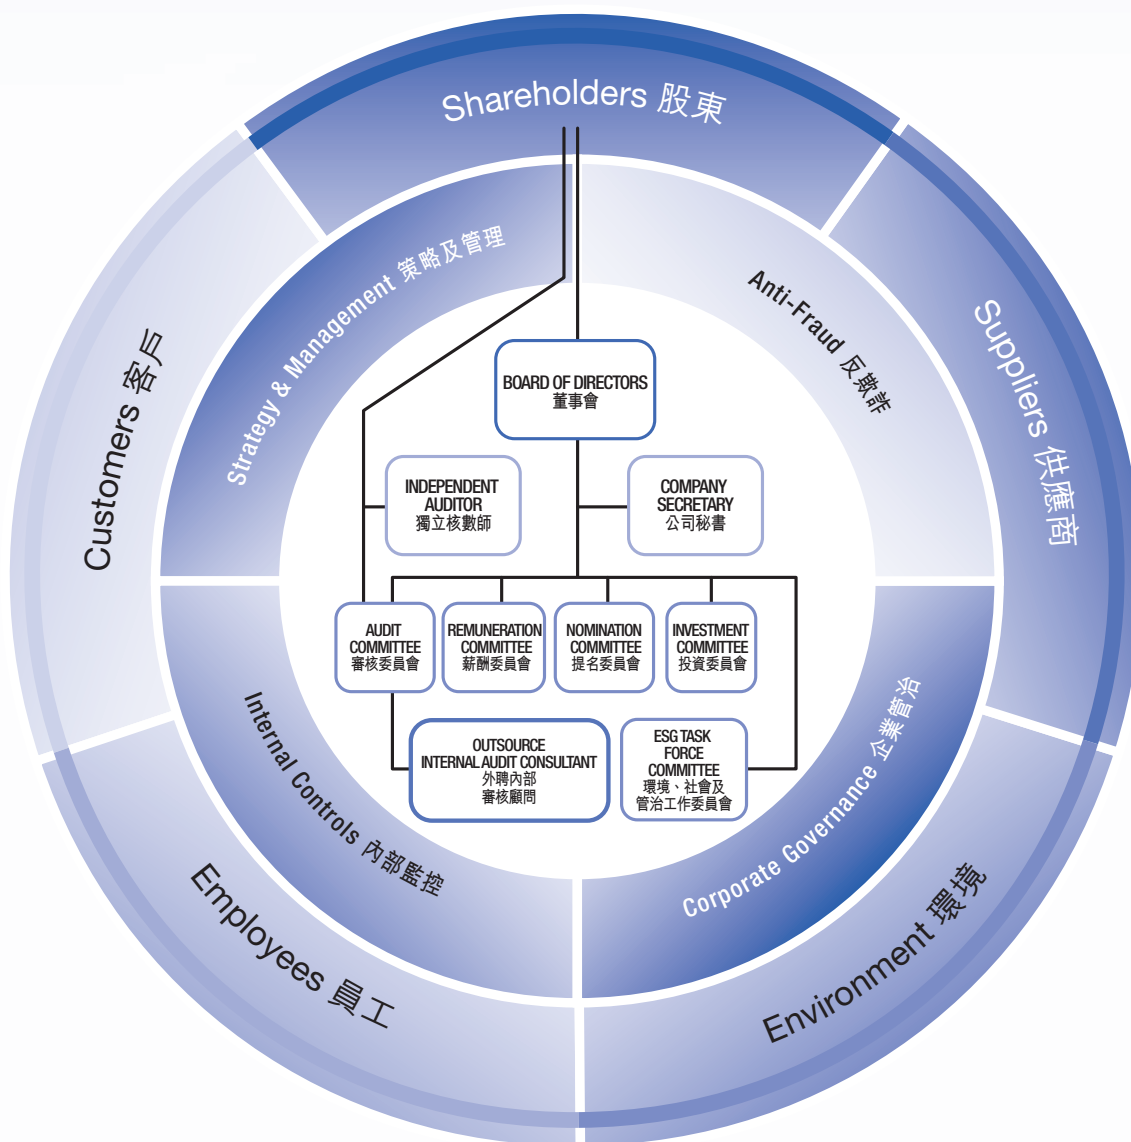 Shareholders 股東
Strategy & Management 策略及管理
Anti-Fraud 反欺詐
Customers 客戶
Suppliers 供應商
BOARD OF DIRECTORS
董事會
INDEPENDENT
AUDITOR
獨立核數師
COMPANY
SECRETARY
公司秘書
AUDIT
COMMITTEE
審核委員會
REMUNERATION
COMMITTEE
薪酬委員會
NOMINATION
COMMITTEE
提名委員會
INVESTMENT
COMMITTEE
投資委員會
OUTSOURCE
INTERNAL AUDIT CONSULTANT
外聘內部
審核顧問
ESG TASK
FORCE
COMMITTEE
環境、社會及
管治工作委員會
Internal Controls 內部監控
Corporate Governance 企業管治
Employees 員工
Environment 環境